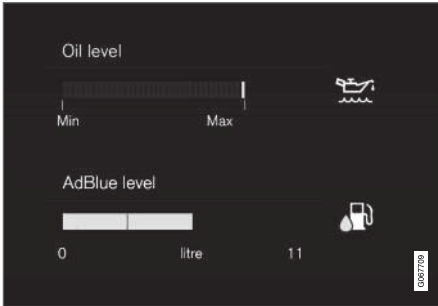 Oil level
Min Max
AdBlue level
0 litre 11
G067709